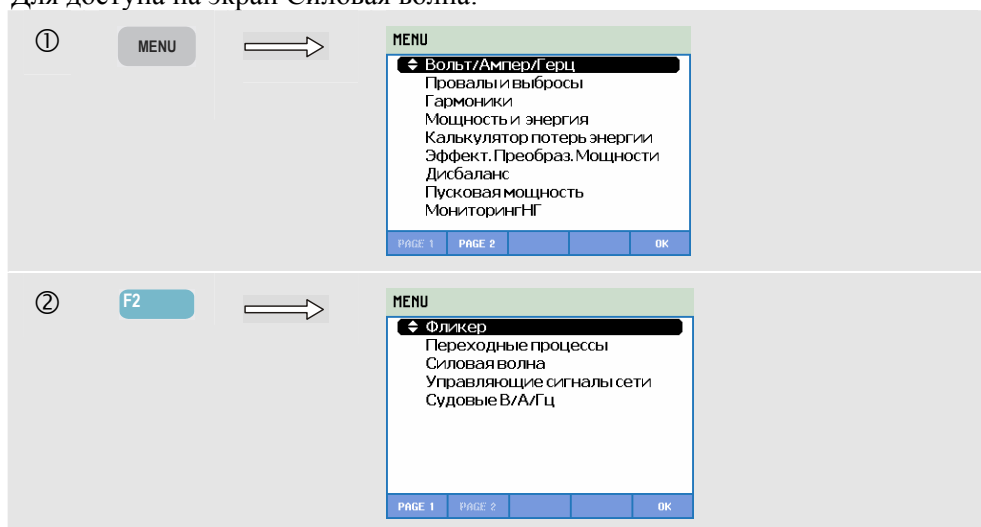 Для доступа на экран Силовая волна:
① MENU
MENU
Вольт/Ампер/Герц
Провалы и выбросы
Гармоники
Мощность и энергия
Калькулятор потерь энергии
Эффект. Преобраз. Мощности
Дисбаланс
Пусковая мощность
МониторингНГ
PAGE 1 PAGE 2 OK
② F2
MENU
Фликер
Переходные процессы
Силовая волна
Управляющие сигналы сети
Судовые В/А/Гц
PAGE 1 PAGE 2 OK